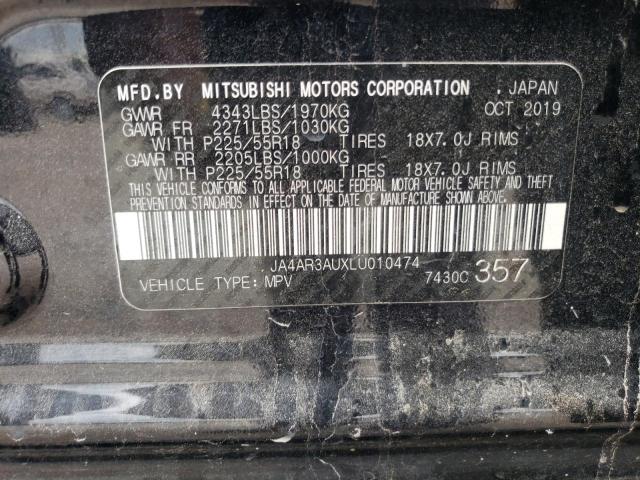 MFD.BY MITSUBISHI MOTORS CORPORATION . JAPAN
GVWR 4343LBS/1970KG OCT 2019
GAWR FR 2271LBS/1030KG
WITH P225/55R18 TIRES 18X7.0J RIMS
GAWR RR 2205LBS/1000KG
WITH P225/55R18 TIRES 18X7.0J RIMS
THIS VEHICLE CONFORMS TO ALL APPLICABLE FEDERAL MOTOR VEHICLE SAFETY AND THEFT
PREVENTION STANDARDS IN EFFECT ON THE DATE OF MANUFACTURE SHOWN ABOVE.
JA4AR3AUXLU010474
VEHICLE TYPE: MPV 7430C 357